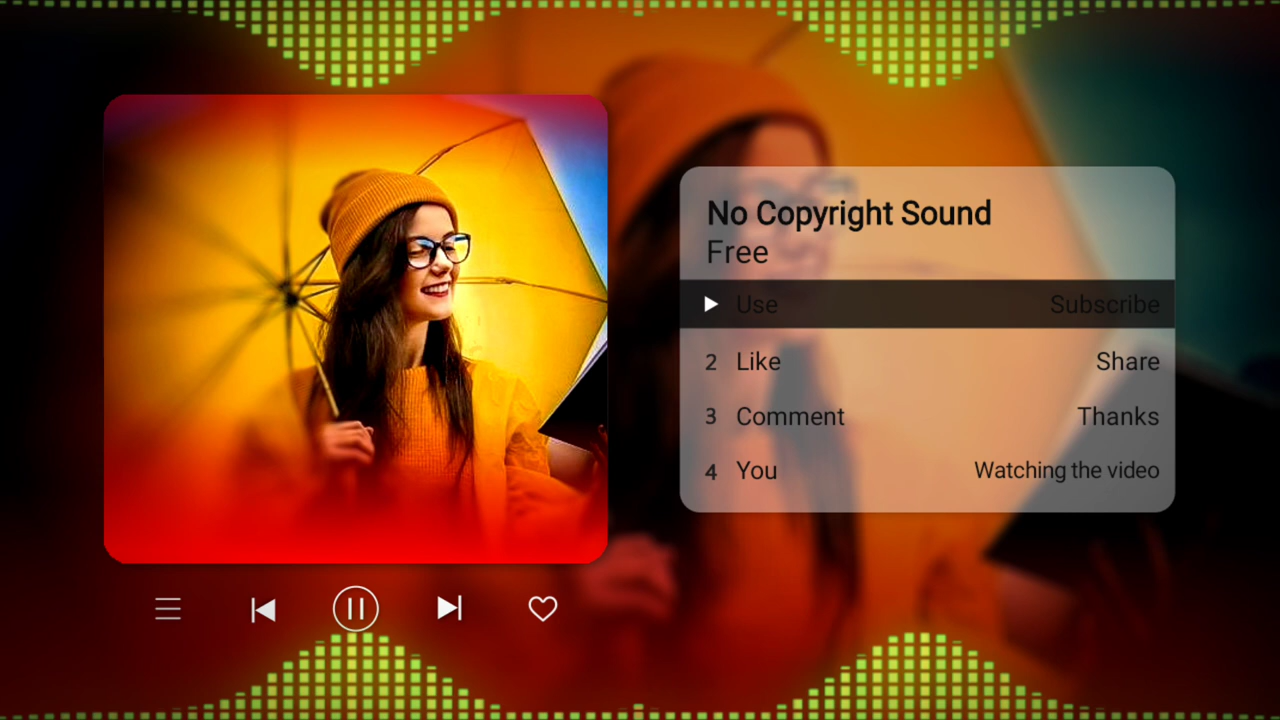 No Copyright Sound
Free
Use Subscribe
2 Like Share
3 Comment Thanks
4 You Watching the video